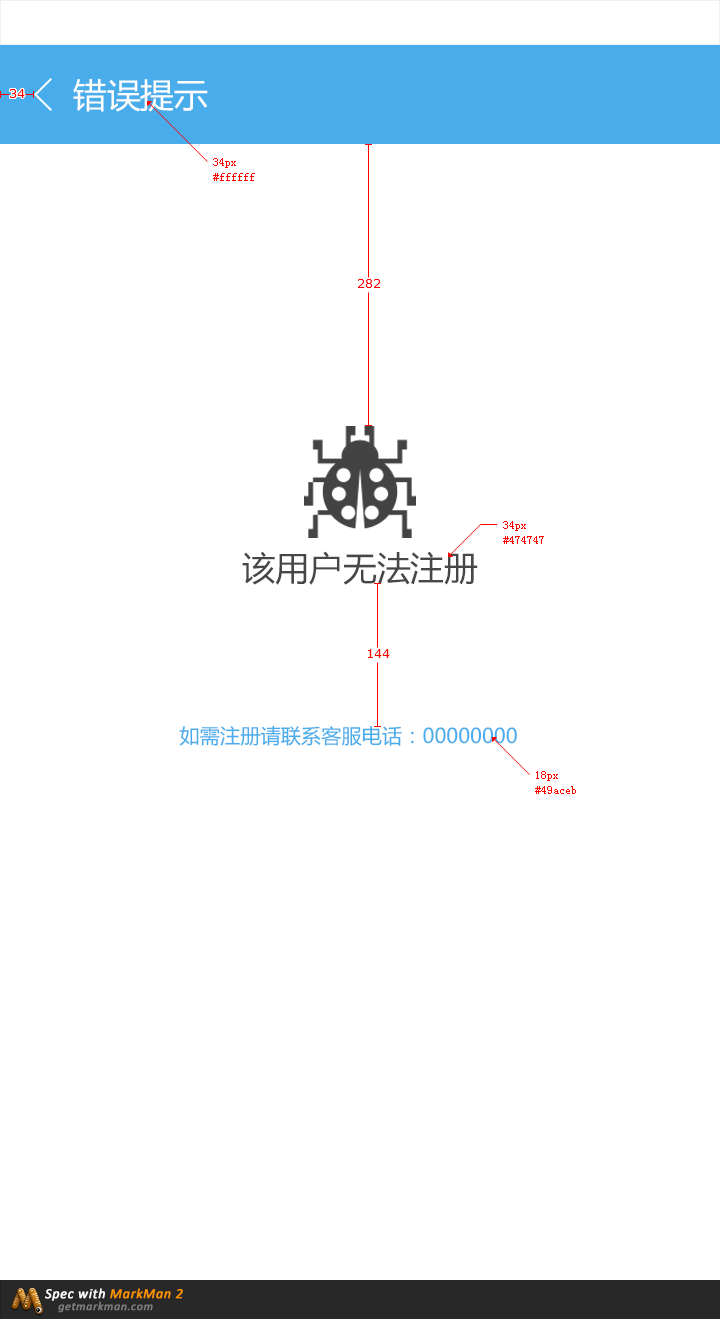 34
错误提示
34px
#ffffff
282
34px
#474747
该用户无法注册
144
如需注册请联系客服电话：00000000
18px
#49aceb
Spec with MarkMan 2
getmarkman.com